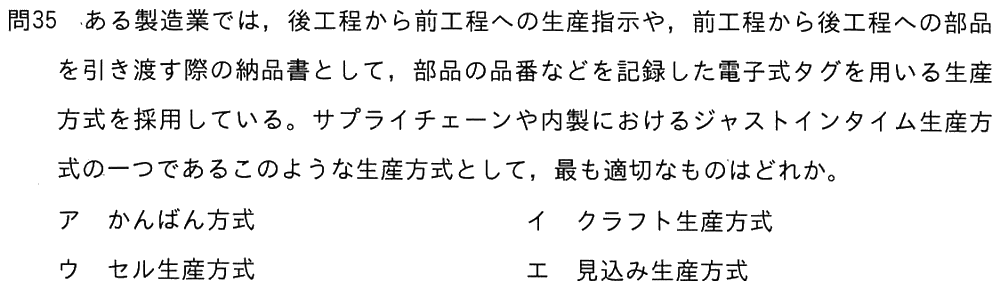 問35 ある製造業では，後工程から前工程への生産指示や，前工程から後工程への部品
を引き渡す際の納品書として，部品の品番などを記録した電子式タグを用いる生産
方式を採用している。サプライチェーンや内製におけるジャストインタイム生産方
式の一つであるこのような生産方式として，最も適切なものはどれか。
ア かんばん方式 イ クラフト生産方式
ウ セル生産方式 エ 見込み生産方式